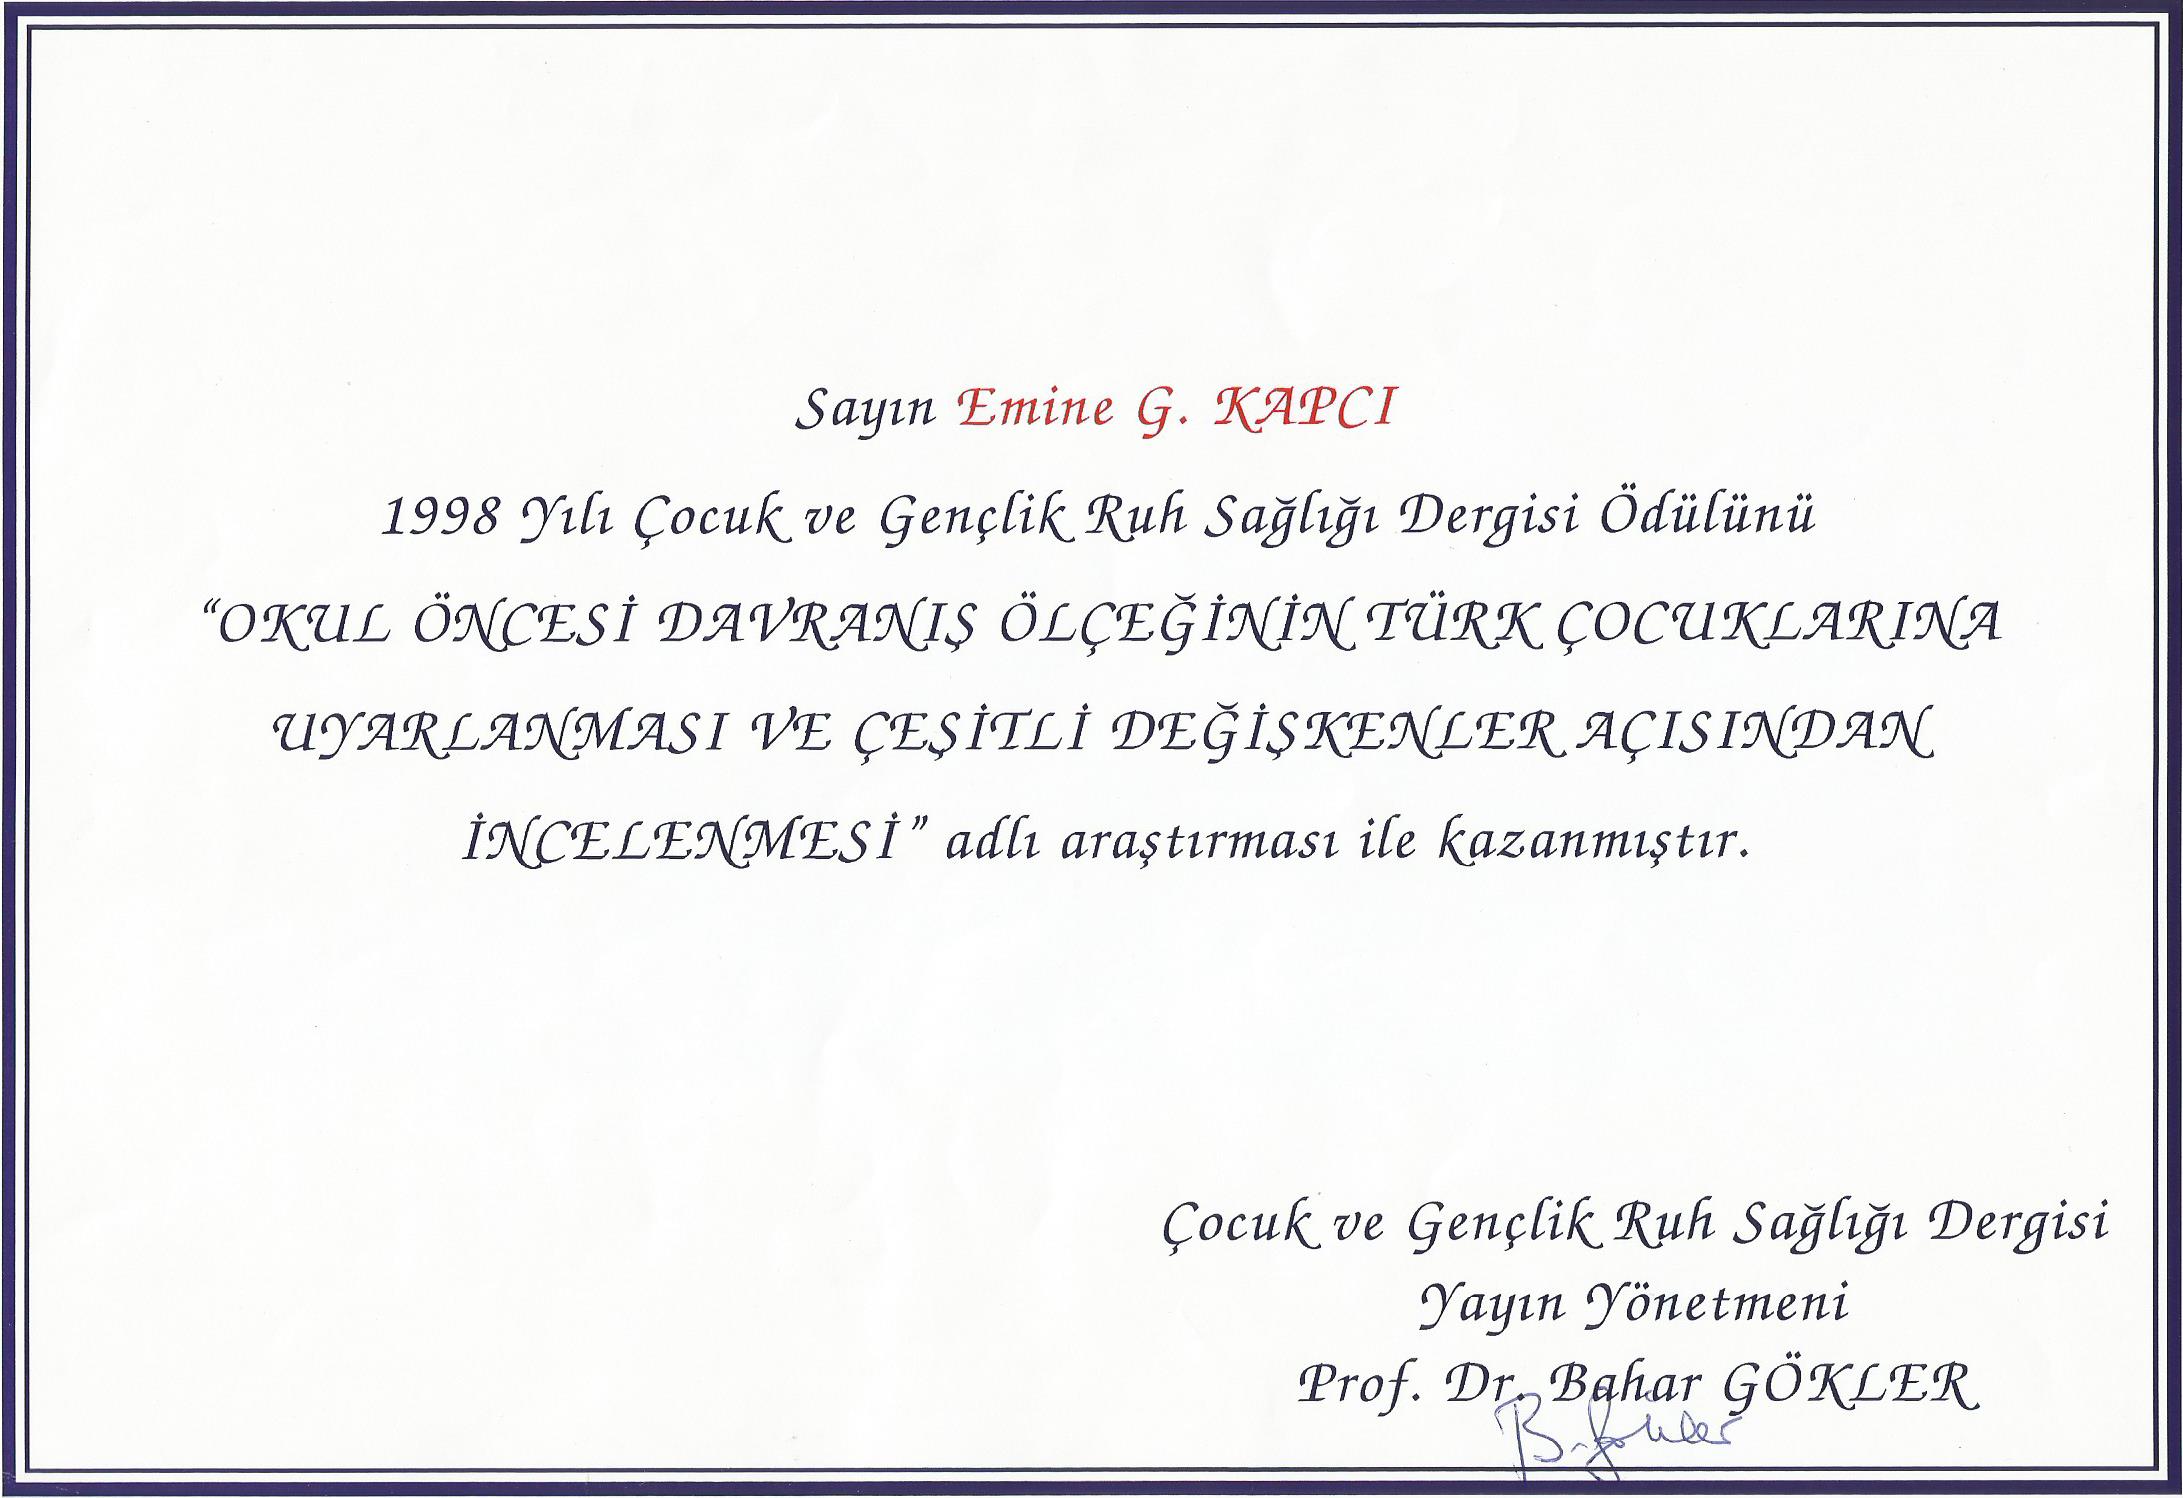 Sayın Emine G. KAPCI
1998 Yılı Çocuk ve Gençlik Ruh Sağlığı Dergisi Ödülünü
“OKUL ÖNCESİ DAVRANIŞ ÖLÇEĞİNİN TÜRK ÇOCUKLARINA
UYARLANMASI VE ÇEŞİTLİ DEĞİŞKENLER AÇISINDAN
İNCELENMESİ” adlı araştırması ile kazanmıştır.
Çocuk ve Gençlik Ruh Sağlığı Dergisi
Yayın Yönetmeni
Prof. Dr. Bahar GÖKLER
B. Gökler